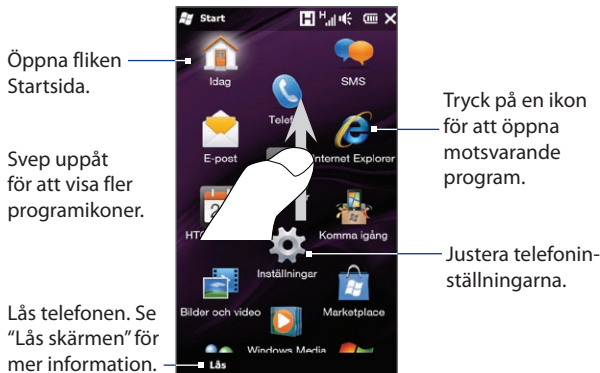 Start
Öppna fliken
Startsida.
Idag
SMS
Svep uppåt
för att visa fler
programikoner.
E-post
Internet Explorer
Komma igång
Inställningar
Bilder och video
Marketplace
Windows Media
Lås
Lås telefonen. Se
”Lås skärmen” för
mer information.
Tryck på en ikon
för att öppna
motsvarande
program.
Justera telefonin-
ställningarna.